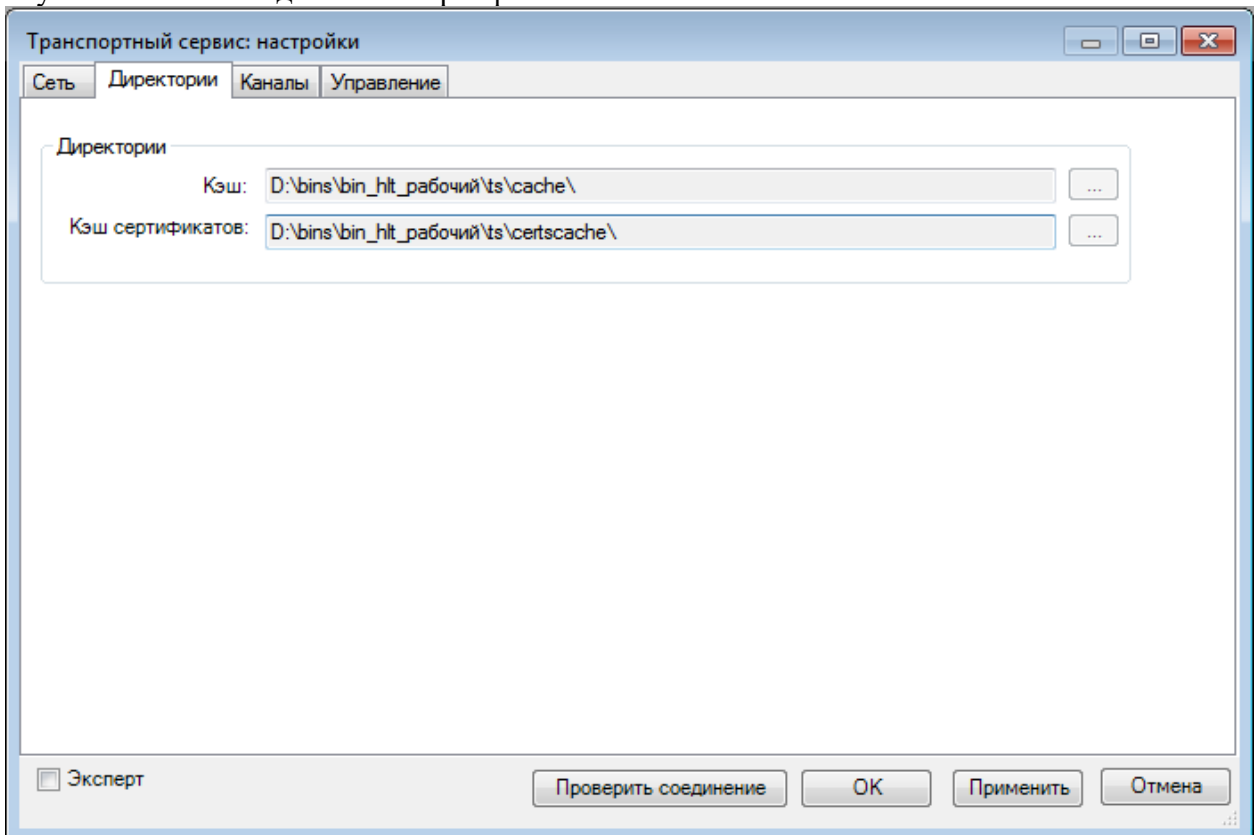 Транспортный сервис: настройки
Сеть Директории Каналы Управление
Директории
Кэш: D:\bins\bin_hlt_рабочий\ts\cache\ ...
Кэш сертификатов: D:\bins\bin_hlt_рабочий\ts\certscache\ ...
Эксперт Проверить соединение OK Применить Отмена